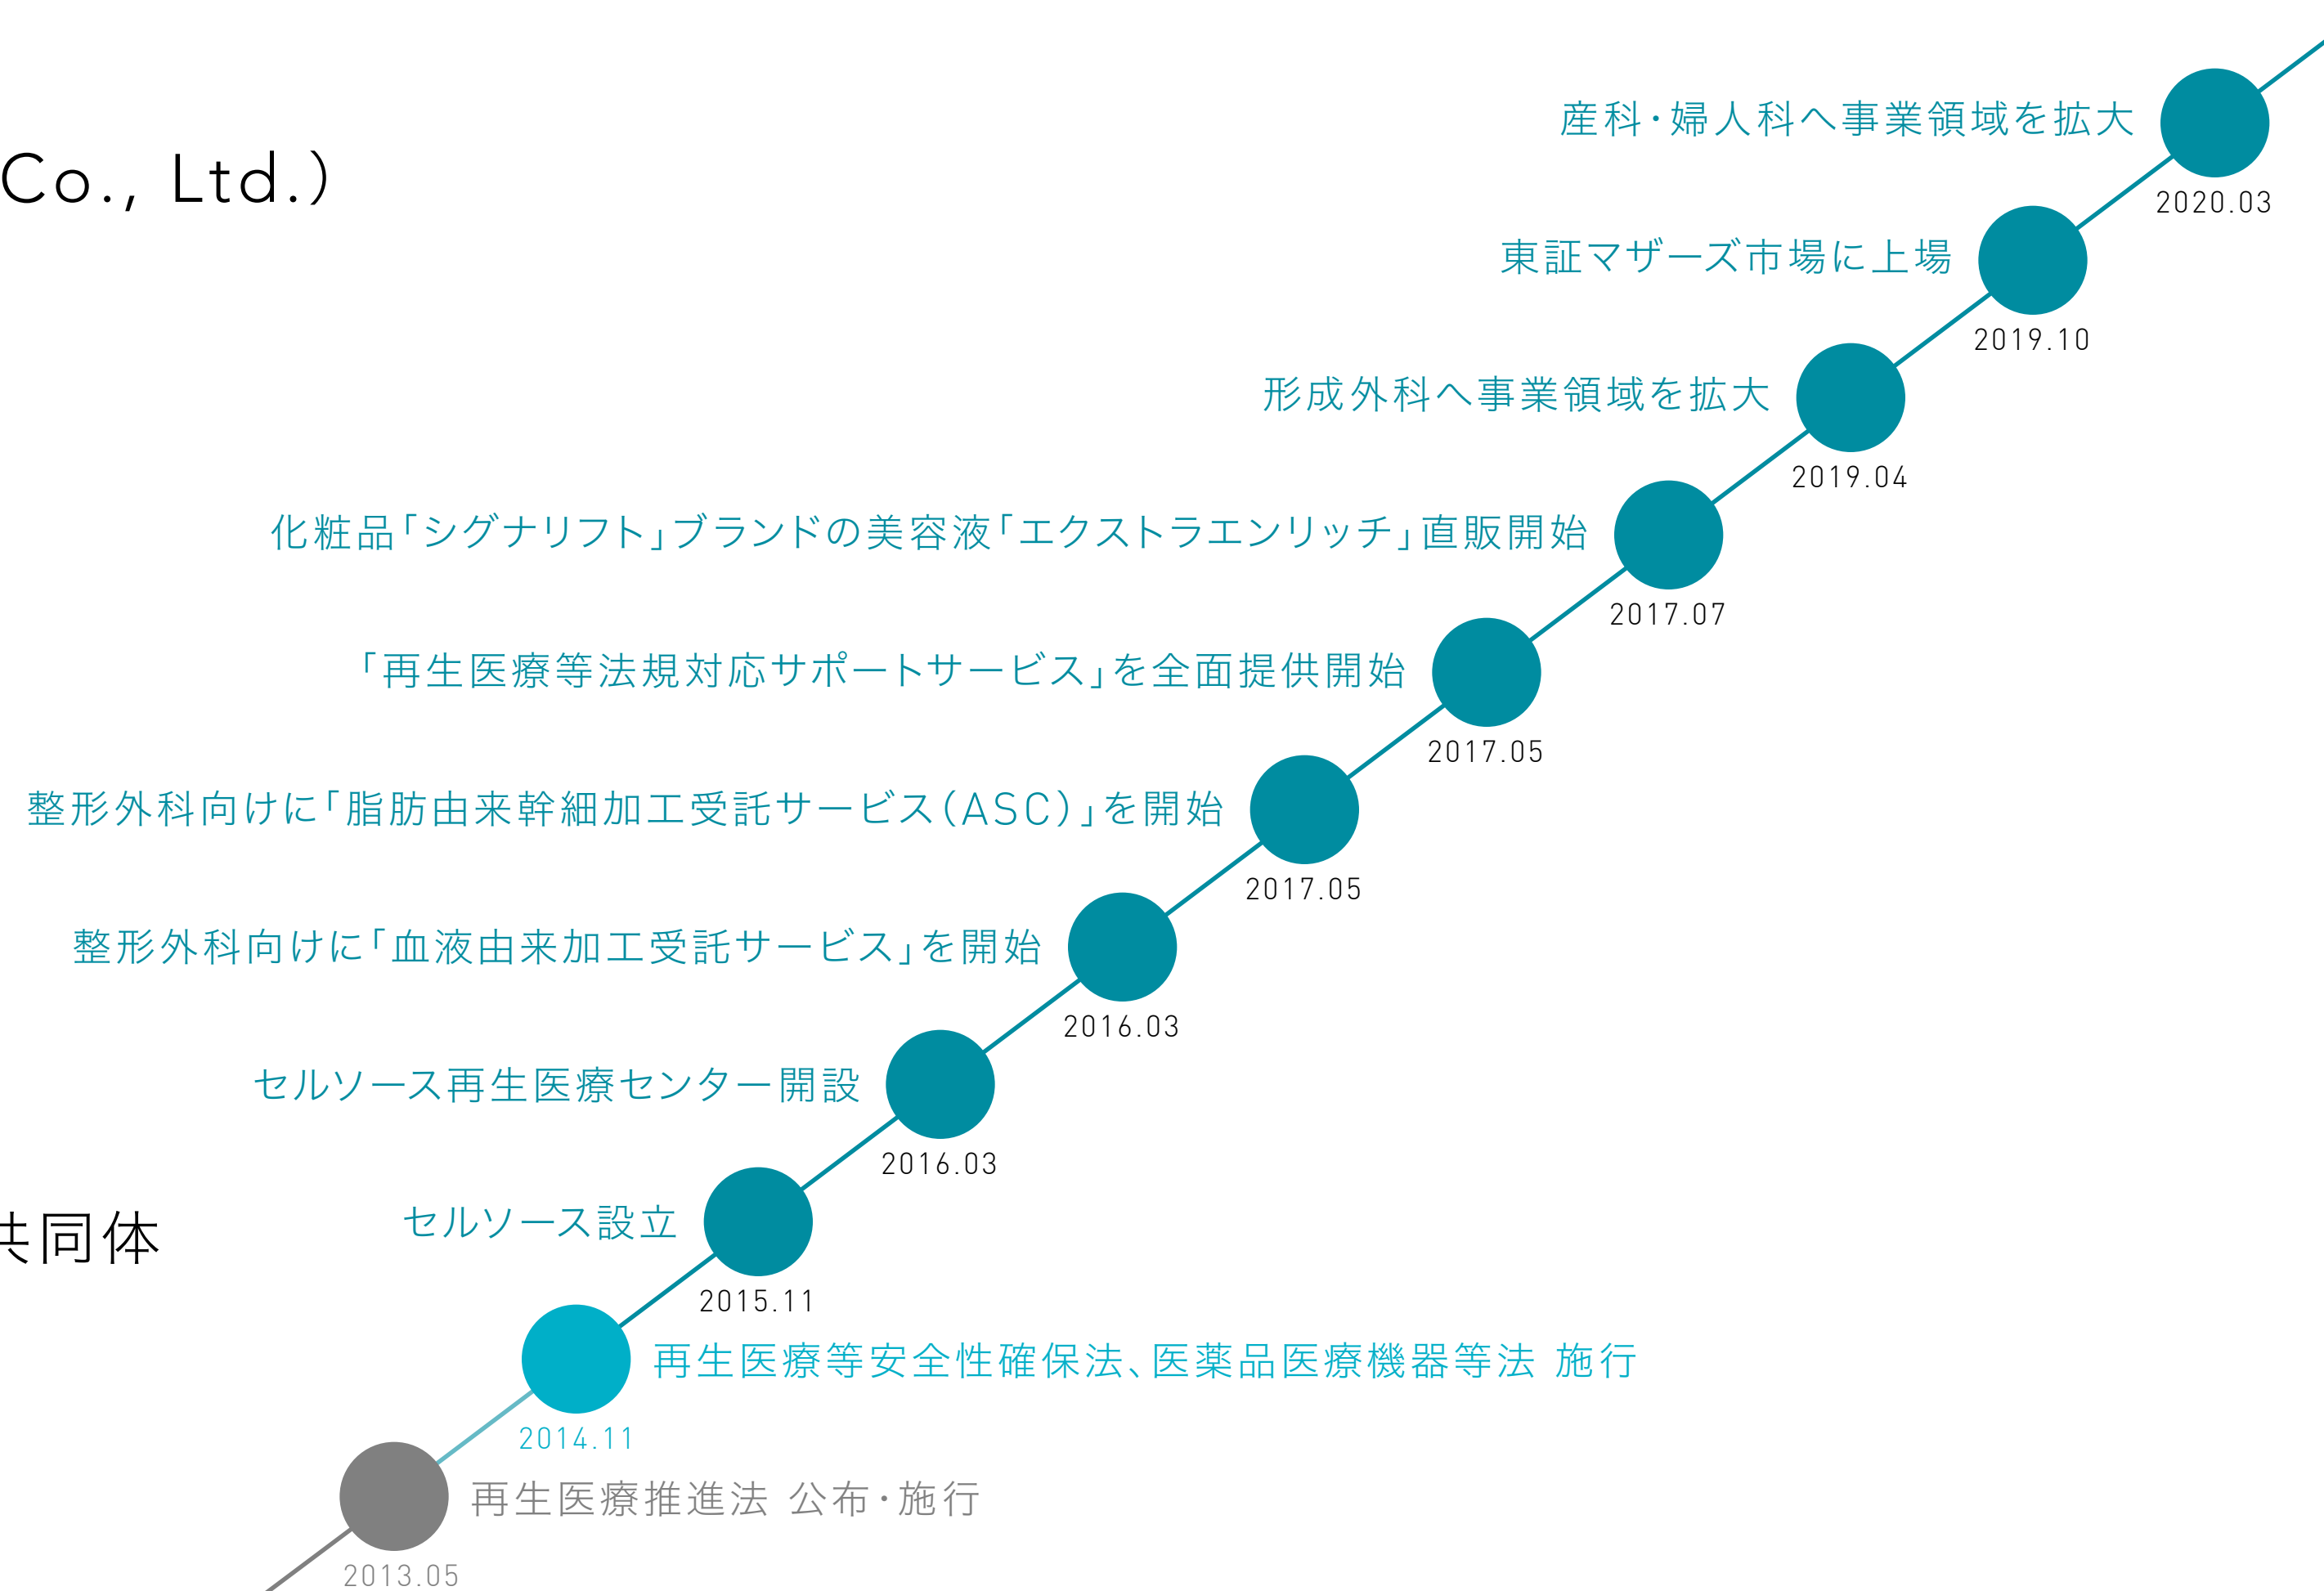 産科・婦人科へ事業領域を拡大
2020.03
Co., Ltd.）
東証マザーズ市場に上場
2019.10
形成外科へ事業領域を拡大
2019.04
化粧品「シグナリフト」ブランドの美容液「エクストラエンリッチ」直販開始
2017.07
「再生医療等法規対応サポートサービス」を全面提供開始
2017.05
整形外科向けに「脂肪由来幹細加工受託サービス（ASC）」を開始
2017.05
整形外科向けに「血液由来加工受託サービス」を開始
2016.03
セルソース再生医療センター開設
2016.03
セルソース設立
2015.11
共同体
再生医療等安全性確保法、医薬品医療機器等法 施行
2014.11
再生医療推進法 公布・施行
2013.05